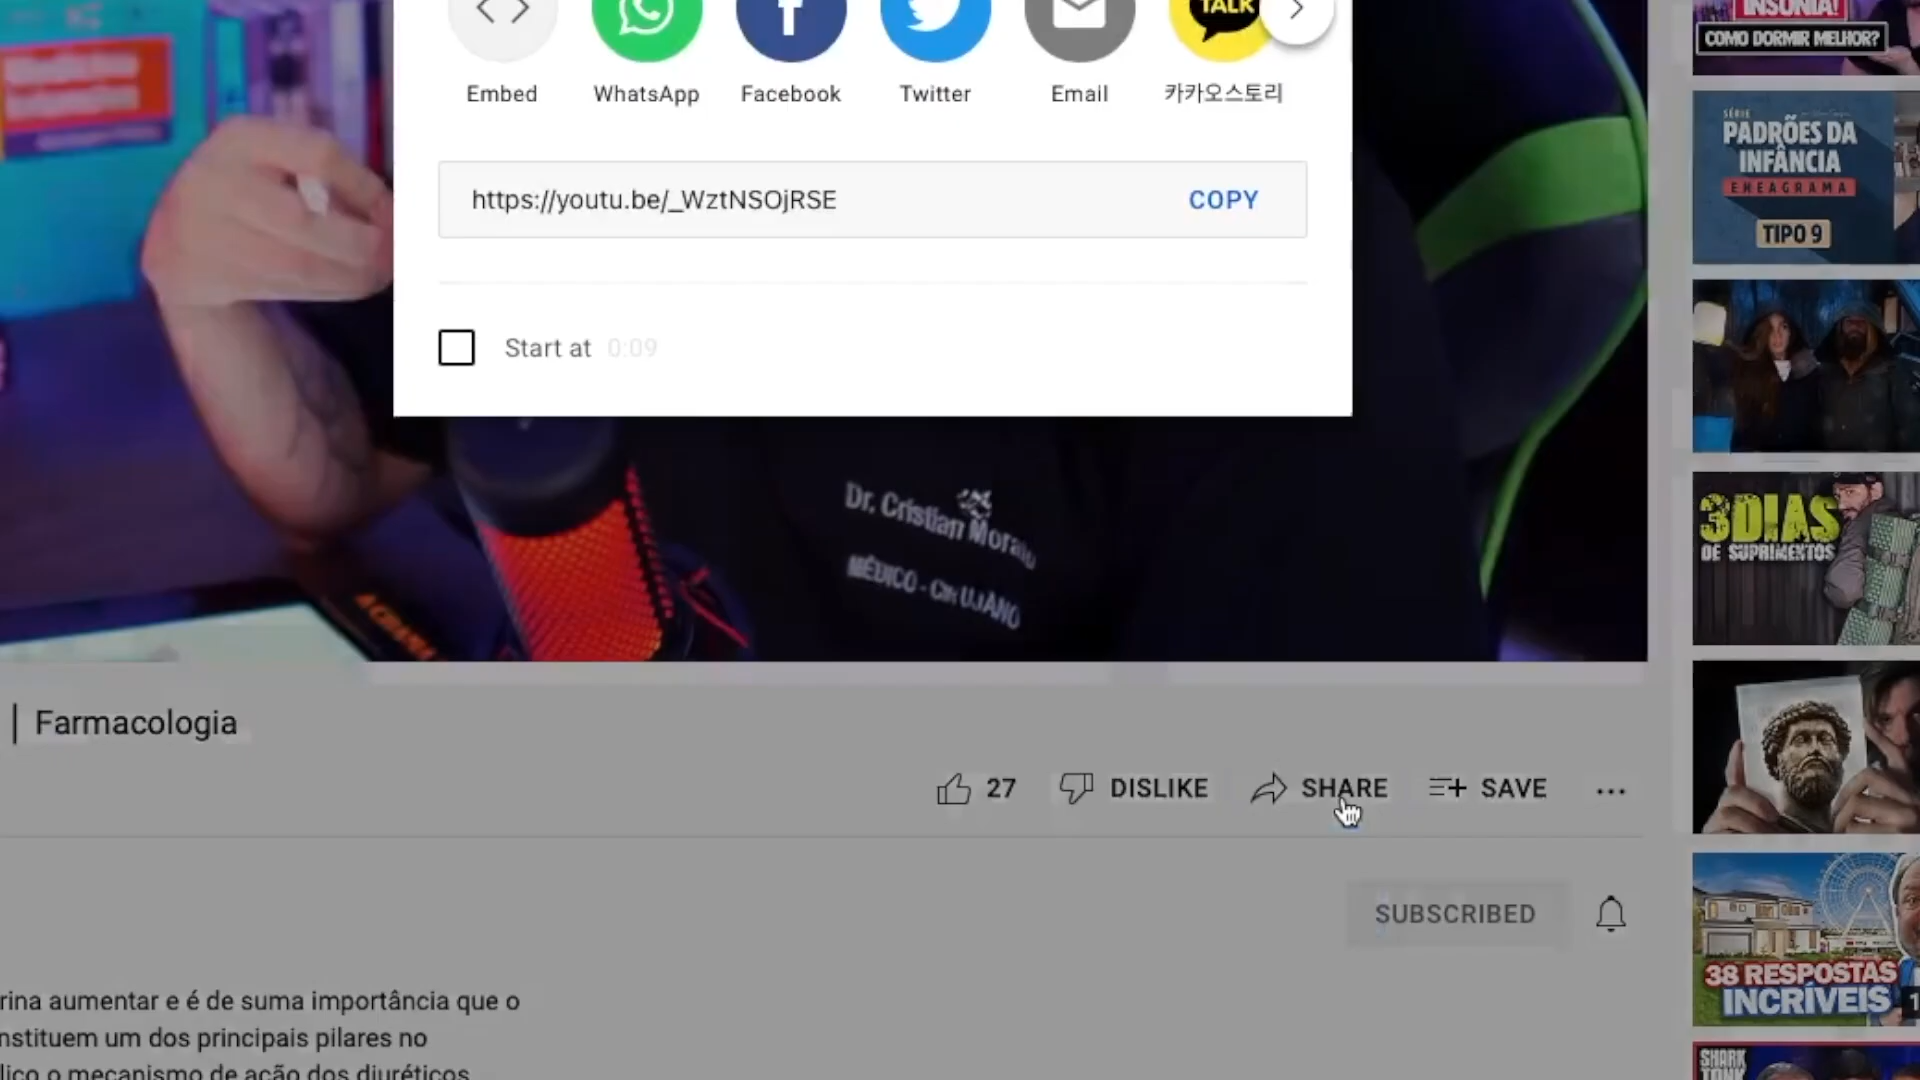 TALK
Embed
WhatsApp
Facebook
Twitter
Email
카카오스토리
https://youtu.be/_WztNSOjRSE
COPY
Start at 0:09
Dr. Cristian
MÉDICO -
| Farmacologia
27
DISLIKE
SHARE
SAVE
SUBSCRIBED
rina aumentar e é de suma importância que o
nstituem um dos principais pilares no
lico o mecanismo de ação dos diuréticos
INSÔNIA!
COMO DORMIR MELHOR?
SÉRIE
PADRÕES DA
INFÂNCIA
ENEAGRAMA
TIPO 9
3 DIAS
DE SUPRIMENTOS
38 RESPOSTAS
INCRÍVEIS
SHARK
TANK